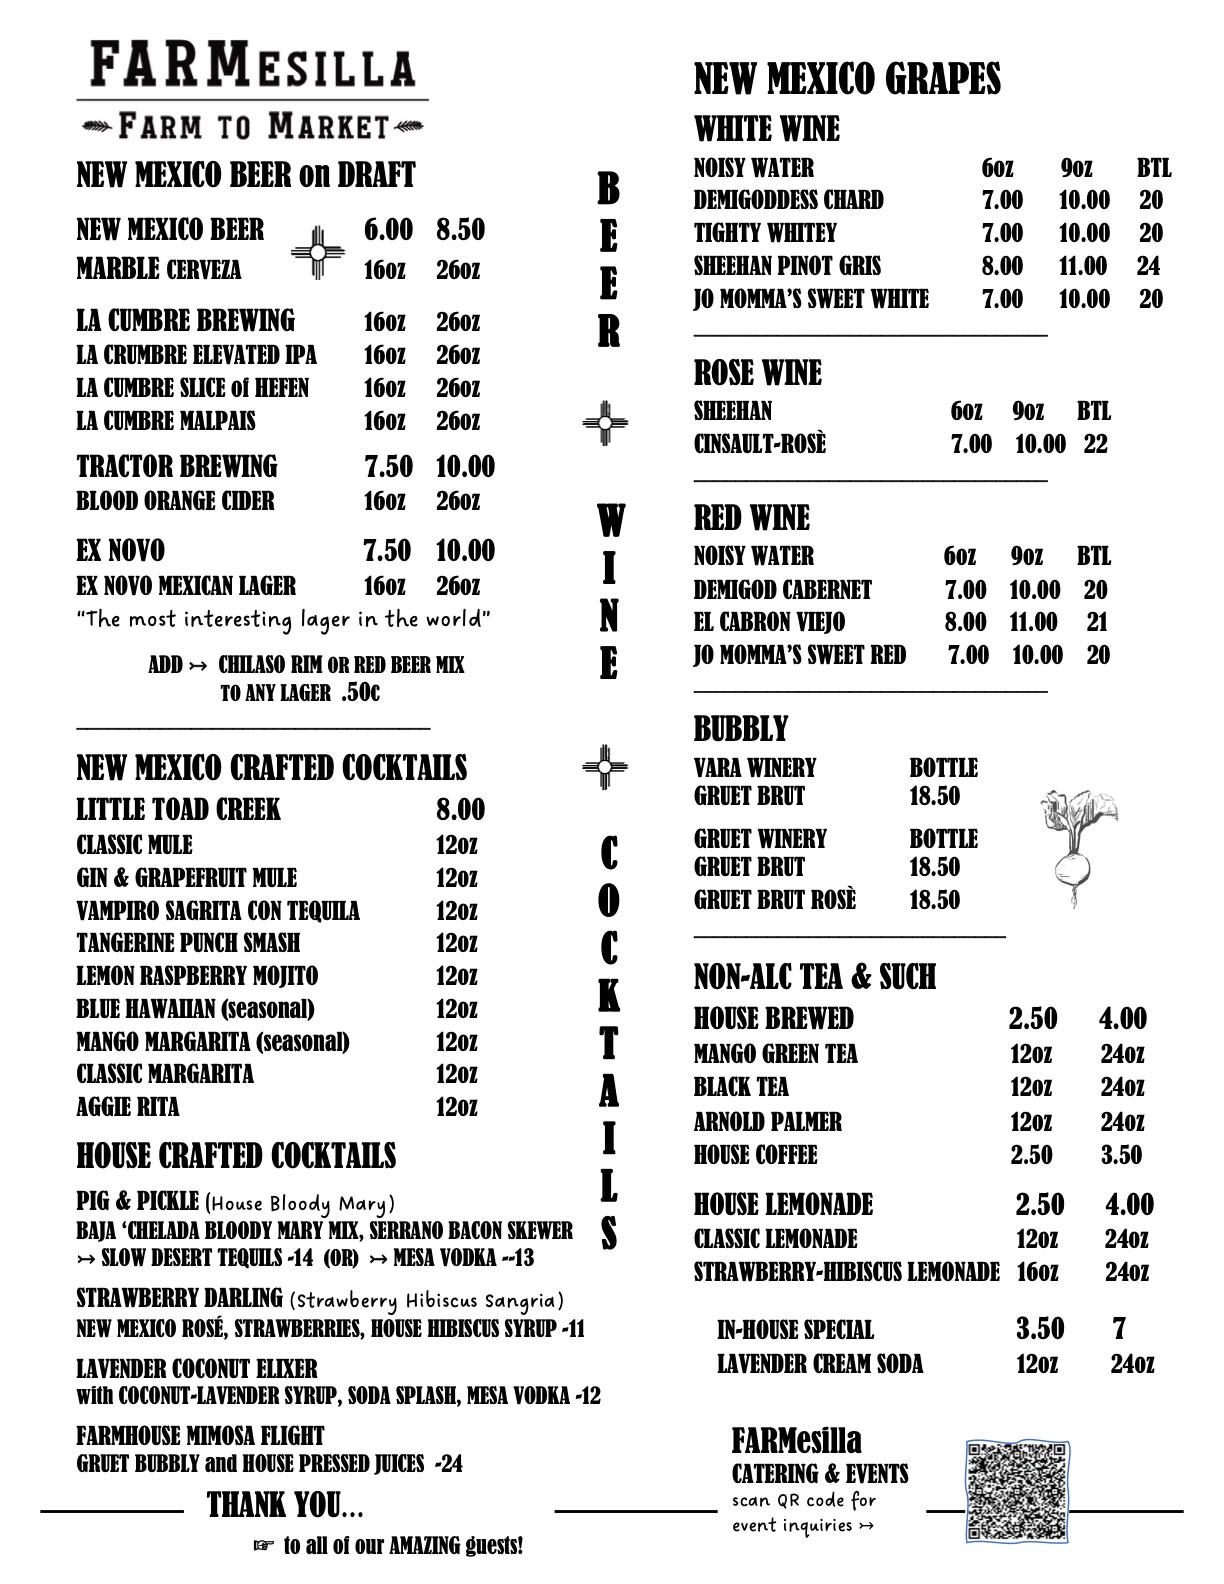 FARMESILLA
FARM TO MARKET
NEW MEXICO BEER on DRAFT
NEW MEXICO BEER 6.00 8.50
MARBLE CERVEZA 16oz 26oz
LA CUMBRE BREWING 16oz 26oz
LA CRUMBRE ELEVATED IPA 16oz 26oz
LA CUMBRE SLICE of HEFEN 16oz 26oz
LA CUMBRE MALPAIS 16oz 26oz
TRACTOR BREWING 7.50 10.00
BLOOD ORANGE CIDER 16oz 26oz
EX NOVO 7.50 10.00
EX NOVO MEXICAN LAGER 16oz 26oz
"The most interesting lager in the world"
ADD ↣ CHILASO RIM OR RED BEER MIX
TO ANY LAGER .50¢
NEW MEXICO CRAFTED COCKTAILS
LITTLE TOAD CREEK 8.00
CLASSIC MULE 12oz
GIN & GRAPEFRUIT MULE 12oz
VAMPIRO SAGRITA CON TEQUILA 12oz
TANGERINE PUNCH SMASH 12oz
LEMON RASPBERRY MOJITO 12oz
BLUE HAWAIIAN (seasonal) 12oz
MANGO MARGARITA (seasonal) 12oz
CLASSIC MARGARITA 12oz
AGGIE RITA 12oz
HOUSE CRAFTED COCKTAILS
PIG & PICKLE (House Bloody Mary)
BAJA ‘CHELADA BLOODY MARY MIX, SERRANO BACON SKEWER
↣ SLOW DESERT TEQUILS -14 (OR) ↣ MESA VODKA --13
STRAWBERRY DARLING (Strawberry Hibiscus Sangria)
NEW MEXICO ROSÉ, STRAWBERRIES, HOUSE HIBISCUS SYRUP -11
LAVENDER COCONUT ELIXER
with COCONUT-LAVENDER SYRUP, SODA SPLASH, MESA VODKA -12
FARMHOUSE MIMOSA FLIGHT
GRUET BUBBLY and HOUSE PRESSED JUICES -24
THANK YOU...
☞ to all of our AMAZING guests!
BEER
WINE
COCKTAILS
NEW MEXICO GRAPES
WHITE WINE
NOISY WATER 6oz 9oz BTL
DEMIGODDESS CHARD 7.00 10.00 20
TIGHTY WHITEY 7.00 10.00 20
SHEEHAN PINOT GRIS 8.00 11.00 24
JO MOMMA'S SWEET WHITE 7.00 10.00 20
ROSE WINE
SHEEHAN 6oz 9oz BTL
CINSAULT-ROSÈ 7.00 10.00 22
RED WINE
NOISY WATER 6oz 9oz BTL
DEMIGOD CABERNET 7.00 10.00 20
EL CABRON VIEJO 8.00 11.00 21
JO MOMMA'S SWEET RED 7.00 10.00 20
BUBBLY
VARA WINERY BOTTLE
GRUET BRUT 18.50
GRUET WINERY BOTTLE
GRUET BRUT 18.50
GRUET BRUT ROSÈ 18.50
NON-ALC TEA & SUCH
HOUSE BREWED 2.50 4.00
MANGO GREEN TEA 12oz 24oz
BLACK TEA 12oz 24oz
ARNOLD PALMER 12oz 24oz
HOUSE COFFEE 2.50 3.50
HOUSE LEMONADE 2.50 4.00
CLASSIC LEMONADE 12oz 24oz
STRAWBERRY-HIBISCUS LEMONADE 16oz 24oz
IN-HOUSE SPECIAL 3.50 7
LAVENDER CREAM SODA 12oz 24oz
FARMesilla
CATERING & EVENTS
scan QR code for
event inquiries ↣